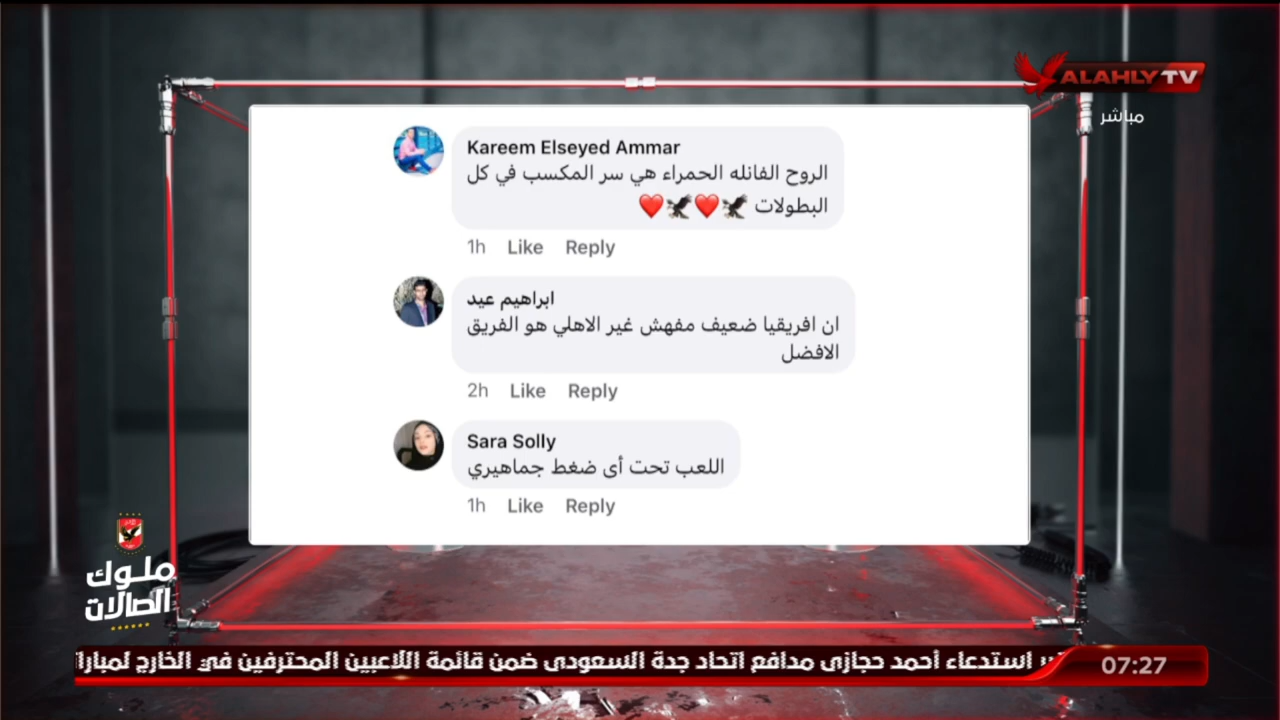 ALAHLY TV
مباشر
Kareem Elseyed Ammar
الروح الفانله الحمراء هي سر المكسب في كل
البطولات 🦅❤️🦅❤️
1h Like Reply
ابراهيم عيد
ان افريقيا ضعيف مفهش غير الاهلي هو الفريق
الافضل
2h Like Reply
Sara Solly
اللعب تحت أى ضغط جماهيري
1h Like Reply
ملوك
الصالات
استدعاء أحمد حجازى مدافع اتحاد جدة السعودى ضمن قائمة اللاعبين المحترفين في الخارج
07:27